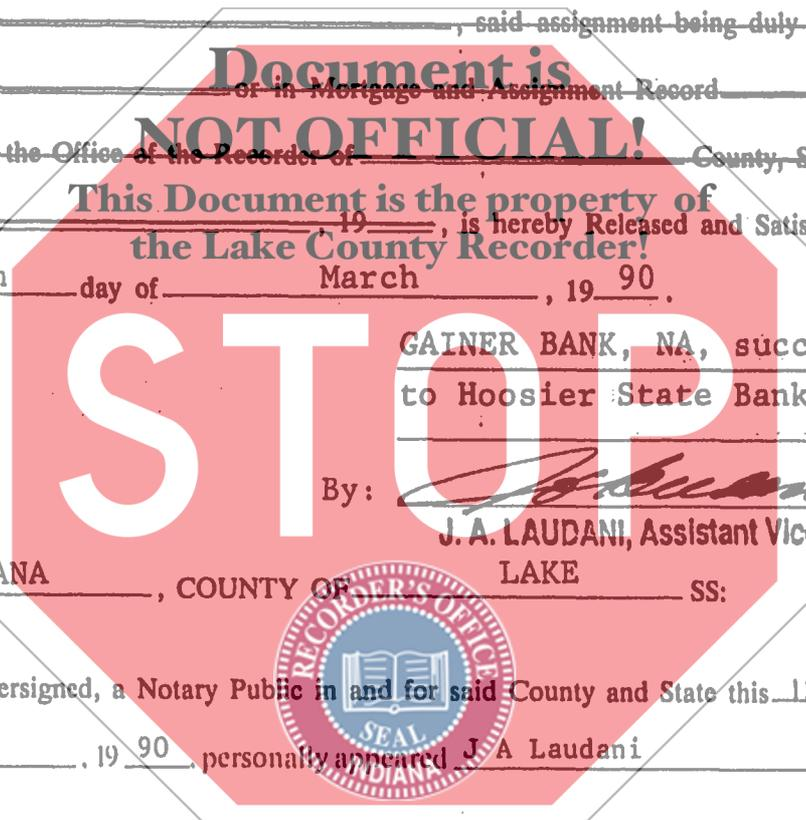 , said assignment being duly
Document is
or in Mortgage and Assignment Record
NOT OFFICIAL!
the Office of the Recorder of County, S
This Document is the property of
, 19 , is hereby Released and Satis
the Lake County Recorder!
day of March , 19 90 .
STOP
GAINER BANK, NA, succ
to Hoosier State Bank
By:
J. A. LAUDANI, Assistant Vic
ANA , COUNTY OF LAKE SS:
RECORDER'S OFFICE
ersigned, a Notary Public in and for said County and State this
SEAL
, 19 90 , personally appeared J A Laudani
INDIANA